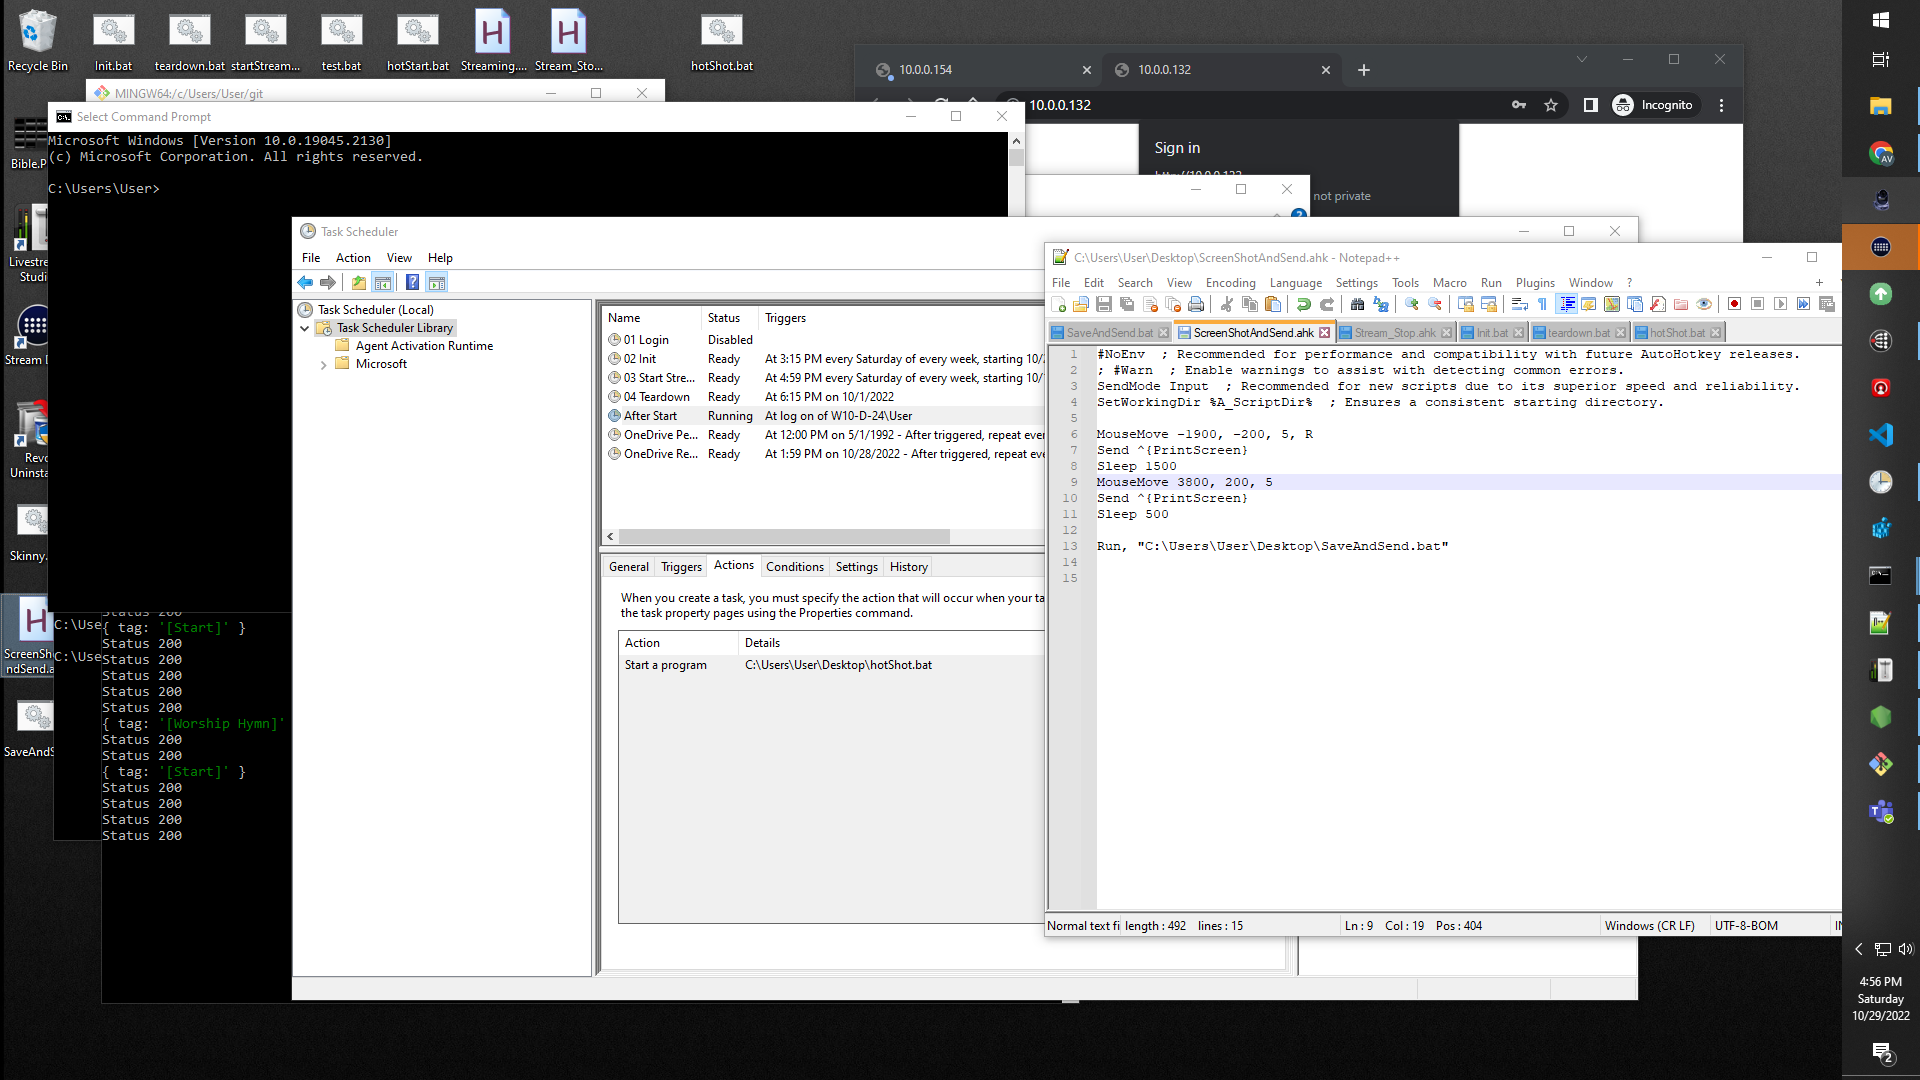 Recycle Bin
Init.bat
teardown.bat
startStream...
test.bat
hotStart.bat
Streaming....
Stream_Sto...
hotShot.bat
Bible.P
Livestre
Studi
Stream D
Revo
Uninsta
Skinny.
ScreenSh
ndSend.a
SaveAndS
MINGW64:/c/Users/User/git
10.0.0.154
10.0.0.132
10.0.0.132
Incognito
Sign in
http://10.0.0.132
not private
Select Command Prompt
Microsoft Windows [Version 10.0.19045.2130]
(c) Microsoft Corporation. All rights reserved.
C:\Users\User>
C:\Use
C:\Use
Status 200
{ tag: '[Start]' }
Status 200
Status 200
Status 200
Status 200
Status 200
{ tag: '[Worship Hymn]'
Status 200
Status 200
{ tag: '[Start]' }
Status 200
Status 200
Status 200
Status 200
Task Scheduler
File Action View Help
Task Scheduler (Local)
Task Scheduler Library
Agent Activation Runtime
Microsoft
Name Status Triggers
01 Login Disabled
02 Init Ready At 3:15 PM every Saturday of every week, starting 10/
03 Start Stre... Ready At 4:59 PM every Saturday of every week, starting 10/
04 Teardown Ready At 6:15 PM on 10/1/2022
After Start Running At log on of W10-D-24\User
OneDrive Pe... Ready At 12:00 PM on 5/1/1992 - After triggered, repeat ever
OneDrive Re... Ready At 1:59 PM on 10/28/2022 - After triggered, repeat eve
General Triggers Actions Conditions Settings History
When you create a task, you must specify the action that will occur when your ta
the task property pages using the Properties command.
Action Details
Start a program C:\Users\User\Desktop\hotShot.bat
C:\Users\User\Desktop\ScreenShotAndSend.ahk - Notepad++
File Edit Search View Encoding Language Settings Tools Macro Run Plugins Window ?
SaveAndSend.bat ScreenShotAndSend.ahk Stream_Stop.ahk Init.bat teardown.bat hotShot.bat
1 #NoEnv  ; Recommended for performance and compatibility with future AutoHotkey releases.
2 ; #Warn  ; Enable warnings to assist with detecting common errors.
3 SendMode Input  ; Recommended for new scripts due to its superior speed and reliability.
4 SetWorkingDir %A_ScriptDir%  ; Ensures a consistent starting directory.
5
6 MouseMove -1900, -200, 5, R
7 Send ^{PrintScreen}
8 Sleep 1500
9 MouseMove 3800, 200, 5
10 Send ^{PrintScreen}
11 Sleep 500
12
13 Run, "C:\Users\User\Desktop\SaveAndSend.bat"
14
15
Normal text fi length : 492 lines : 15 Ln : 9 Col : 19 Pos : 404 Windows (CR LF) UTF-8-BOM IN
AV
4:56 PM
Saturday
10/29/2022
2